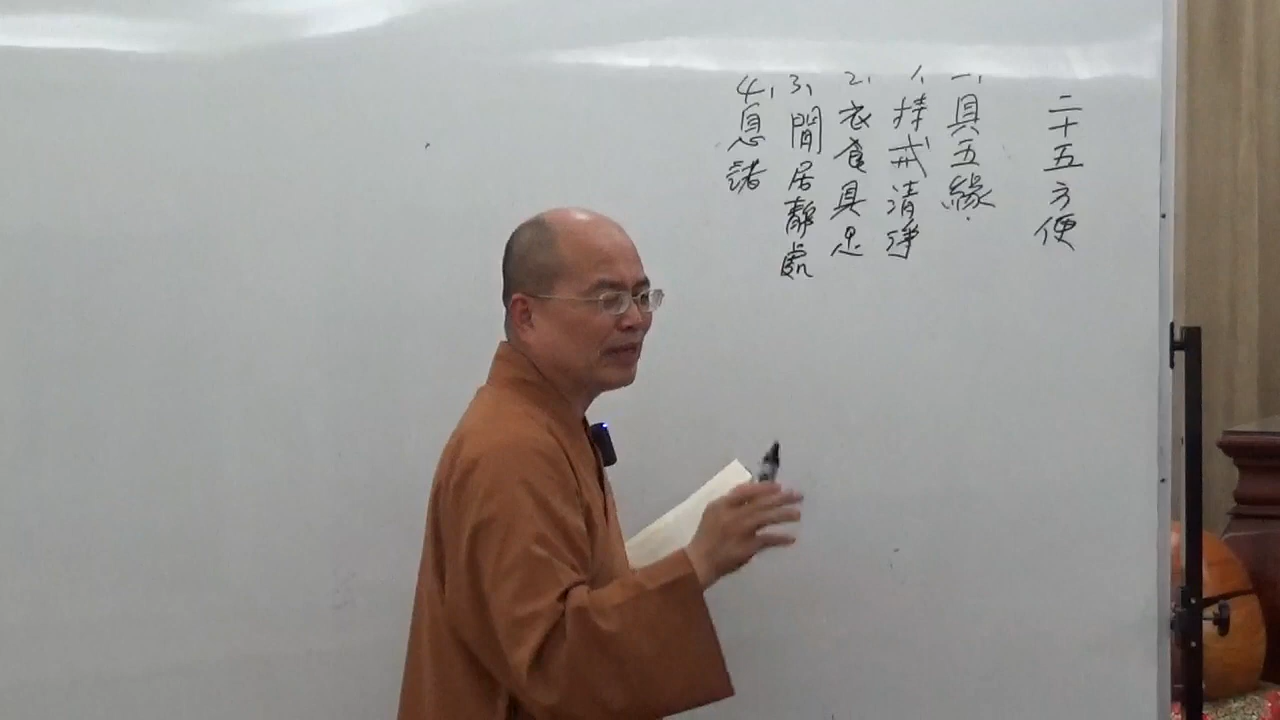 二十五方便
一、具五緣
1、持戒清淨
2、衣食具足
3、閒居靜處
4、息諸